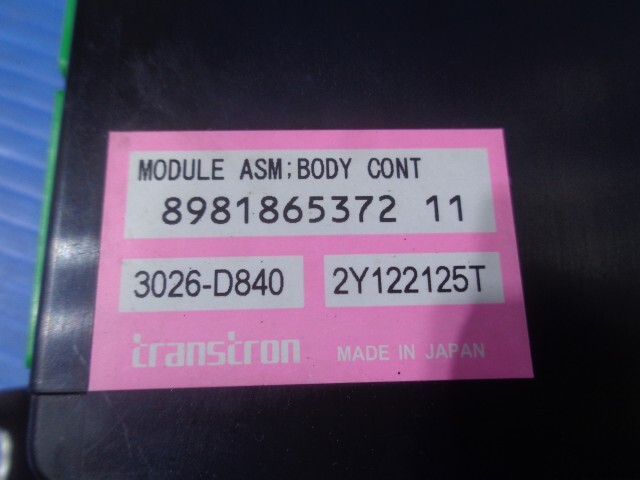 MODULE ASM;BODY CONT
8981865372 11
3026-D840 2Y122125T
transtron MADE IN JAPAN